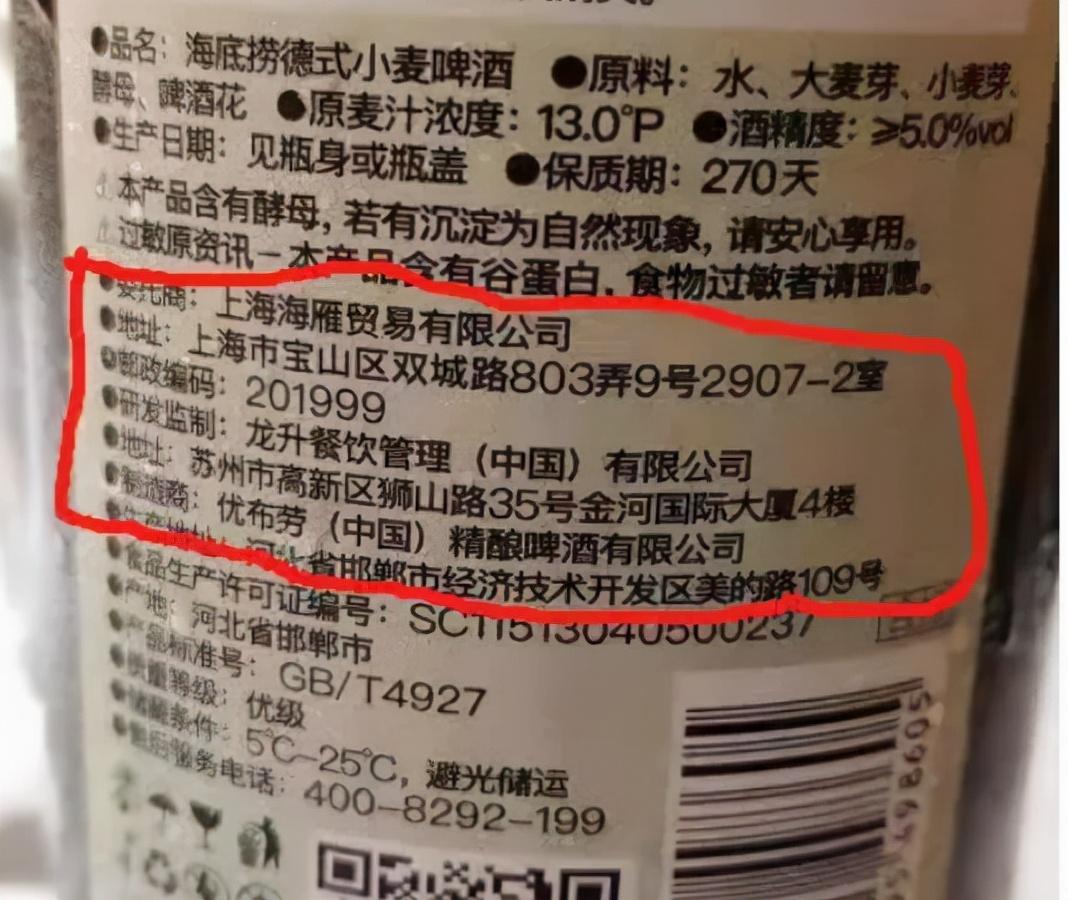 ●品名：海底捞德式小麦啤酒 ●原料：水、大麦芽、小麦芽、
酵母、啤酒花 ●原麦汁浓度：13.0°P ●酒精度：≥5.0%vol
●生产日期：见瓶身或瓶盖 ●保质期：270天
本产品含有酵母，若有沉淀为自然现象，请安心享用。
过敏原资讯－本产品含有谷蛋白，食物过敏者请留意。
●委托商：上海海雁贸易有限公司
●地址：上海市宝山区双城路803弄9号2907-2室
●邮政编码：201999
●研发监制：龙升餐饮管理（中国）有限公司
●地址：苏州市高新区狮山路35号金河国际大厦4楼
●制造商：优布劳（中国）精酿啤酒有限公司
●生产地址：河北省邯郸市经济技术开发区美的路109号
●食品生产许可证编号：SC11513040500237
●产地：河北省邯郸市
●产品标准号：GB/T4927
●质量等级：优级
●储藏条件：5℃-25℃，避光储运
●售后服务电话：400-8292-199